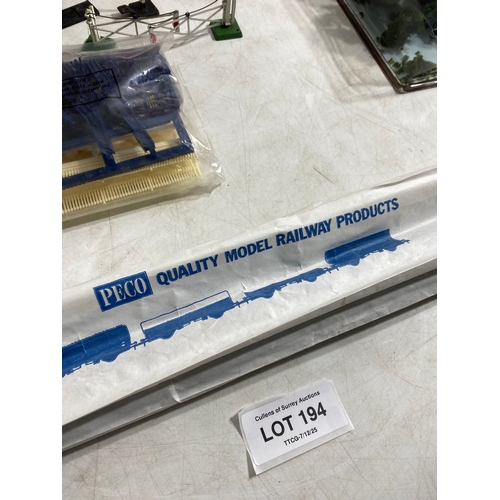 PECO QUALITY MODEL RAILWAY PRODUCTS
Cullens of Surrey Auctions
LOT 194
TTCG-7/12/25